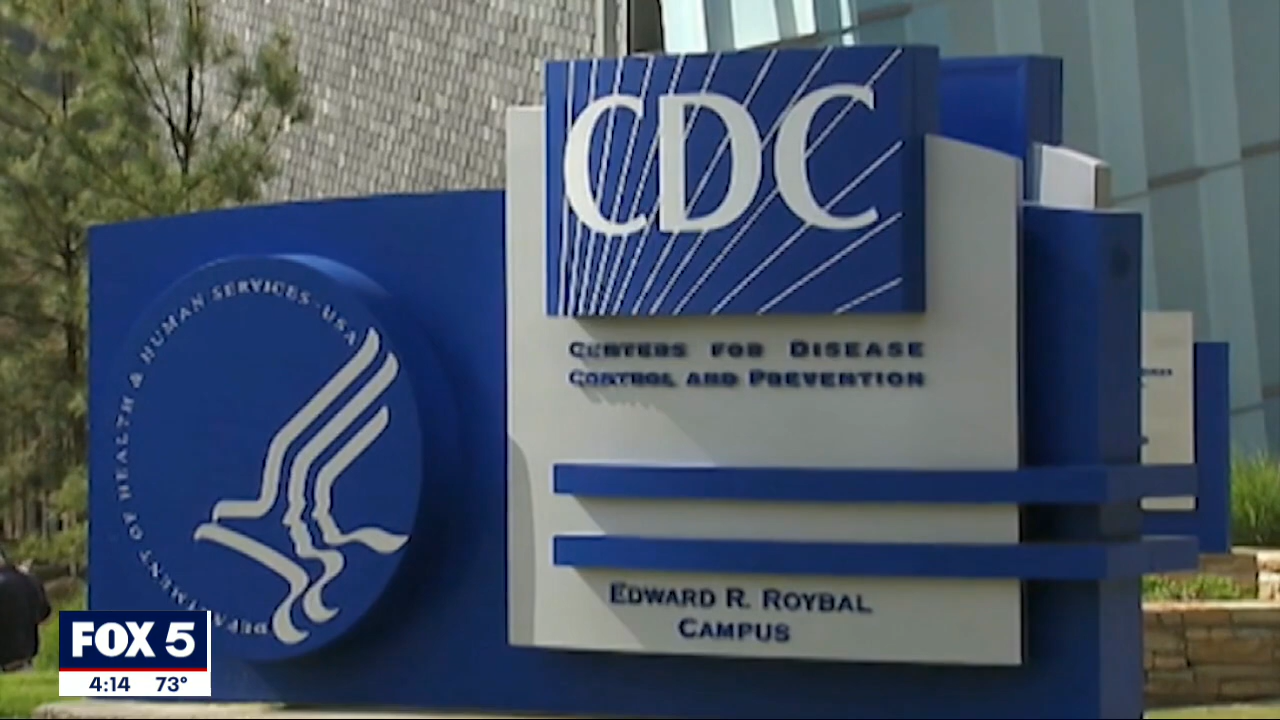 CDC
CENTERS FOR DISEASE
CONTROL AND PREVENTION
DEPARTMENT OF HEALTH & HUMAN SERVICES · USA
EDWARD R. ROYBAL
CAMPUS
FOX 5
4:14 73°